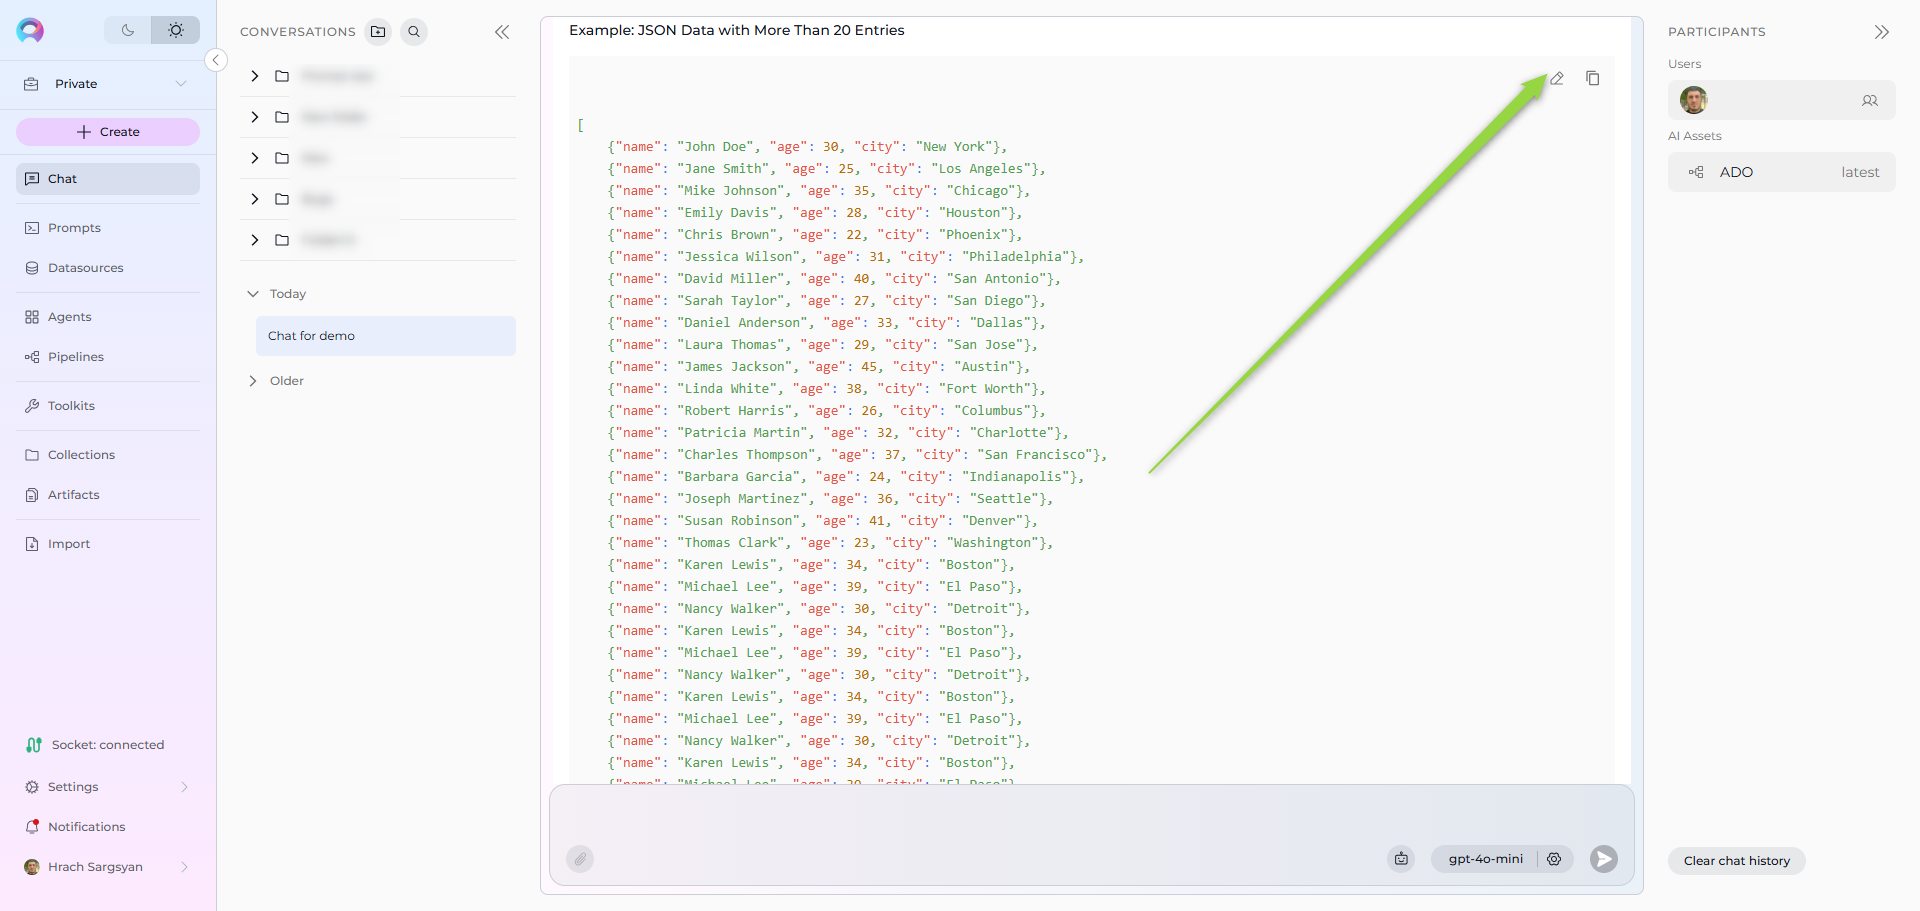 Private
Create
Chat
Prompts
Datasources
Agents
Pipelines
Toolkits
Collections
Artifacts
Import
Socket: connected
Settings
Notifications
Hrach Sargsyan
CONVERSATIONS
Today
Chat for demo
Older
Example: JSON Data with More Than 20 Entries
[
{"name": "John Doe", "age": 30, "city": "New York"},
{"name": "Jane Smith", "age": 25, "city": "Los Angeles"},
{"name": "Mike Johnson", "age": 35, "city": "Chicago"},
{"name": "Emily Davis", "age": 28, "city": "Houston"},
{"name": "Chris Brown", "age": 22, "city": "Phoenix"},
{"name": "Jessica Wilson", "age": 31, "city": "Philadelphia"},
{"name": "David Miller", "age": 40, "city": "San Antonio"},
{"name": "Sarah Taylor", "age": 27, "city": "San Diego"},
{"name": "Daniel Anderson", "age": 33, "city": "Dallas"},
{"name": "Laura Thomas", "age": 29, "city": "San Jose"},
{"name": "James Jackson", "age": 45, "city": "Austin"},
{"name": "Linda White", "age": 38, "city": "Fort Worth"},
{"name": "Robert Harris", "age": 26, "city": "Columbus"},
{"name": "Patricia Martin", "age": 32, "city": "Charlotte"},
{"name": "Charles Thompson", "age": 37, "city": "San Francisco"},
{"name": "Barbara Garcia", "age": 24, "city": "Indianapolis"},
{"name": "Joseph Martinez", "age": 36, "city": "Seattle"},
{"name": "Susan Robinson", "age": 41, "city": "Denver"},
{"name": "Thomas Clark", "age": 23, "city": "Washington"},
{"name": "Karen Lewis", "age": 34, "city": "Boston"},
{"name": "Michael Lee", "age": 39, "city": "El Paso"},
{"name": "Nancy Walker", "age": 30, "city": "Detroit"},
{"name": "Karen Lewis", "age": 34, "city": "Boston"},
{"name": "Michael Lee", "age": 39, "city": "El Paso"},
{"name": "Nancy Walker", "age": 30, "city": "Detroit"},
{"name": "Karen Lewis", "age": 34, "city": "Boston"},
{"name": "Michael Lee", "age": 39, "city": "El Paso"},
{"name": "Nancy Walker", "age": 30, "city": "Detroit"},
{"name": "Karen Lewis", "age": 34, "city": "Boston"},
{"name": "Michael Lee", "age": 39, "city": "El Paso"},
gpt-4o-mini
PARTICIPANTS
Users
AI Assets
ADO latest
Clear chat history